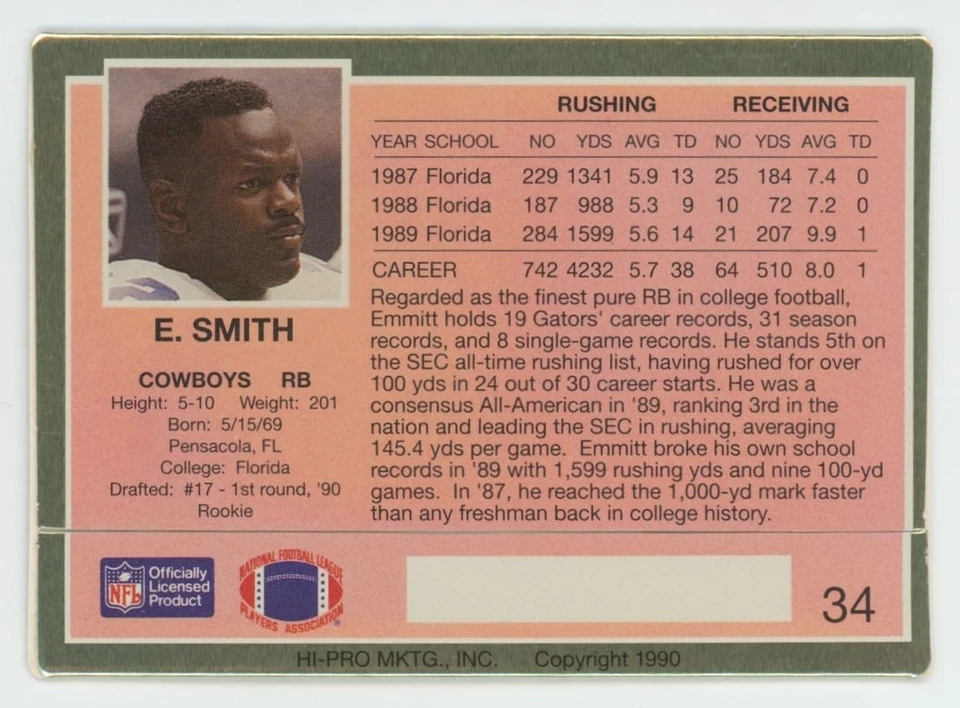 RUSHING RECEIVING
YEAR SCHOOL NO YDS AVG TD NO YDS AVG TD
1987 Florida 229 1341 5.9 13 25 184 7.4 0
1988 Florida 187 988 5.3 9 10 72 7.2 0
1989 Florida 284 1599 5.6 14 21 207 9.9 1
CAREER 742 4232 5.7 38 64 510 8.0 1
Regarded as the finest pure RB in college football,
Emmitt holds 19 Gators' career records, 31 season
records, and 8 single-game records. He stands 5th on
the SEC all-time rushing list, having rushed for over
100 yds in 24 out of 30 career starts. He was a
consensus All-American in '89, ranking 3rd in the
nation and leading the SEC in rushing, averaging
145.4 yds per game. Emmitt broke his own school
records in '89 with 1,599 rushing yds and nine 100-yd
games. In '87, he reached the 1,000-yd mark faster
than any freshman back in college history.
E. SMITH
COWBOYS RB
Height: 5-10 Weight: 201
Born: 5/15/69
Pensacola, FL
College: Florida
Drafted: #17 - 1st round, '90
Rookie
NFL
Officially
Licensed
Product
NATIONAL FOOTBALL LEAGUE
PLAYERS ASSOCIATION
34
HI-PRO MKTG., INC. Copyright 1990